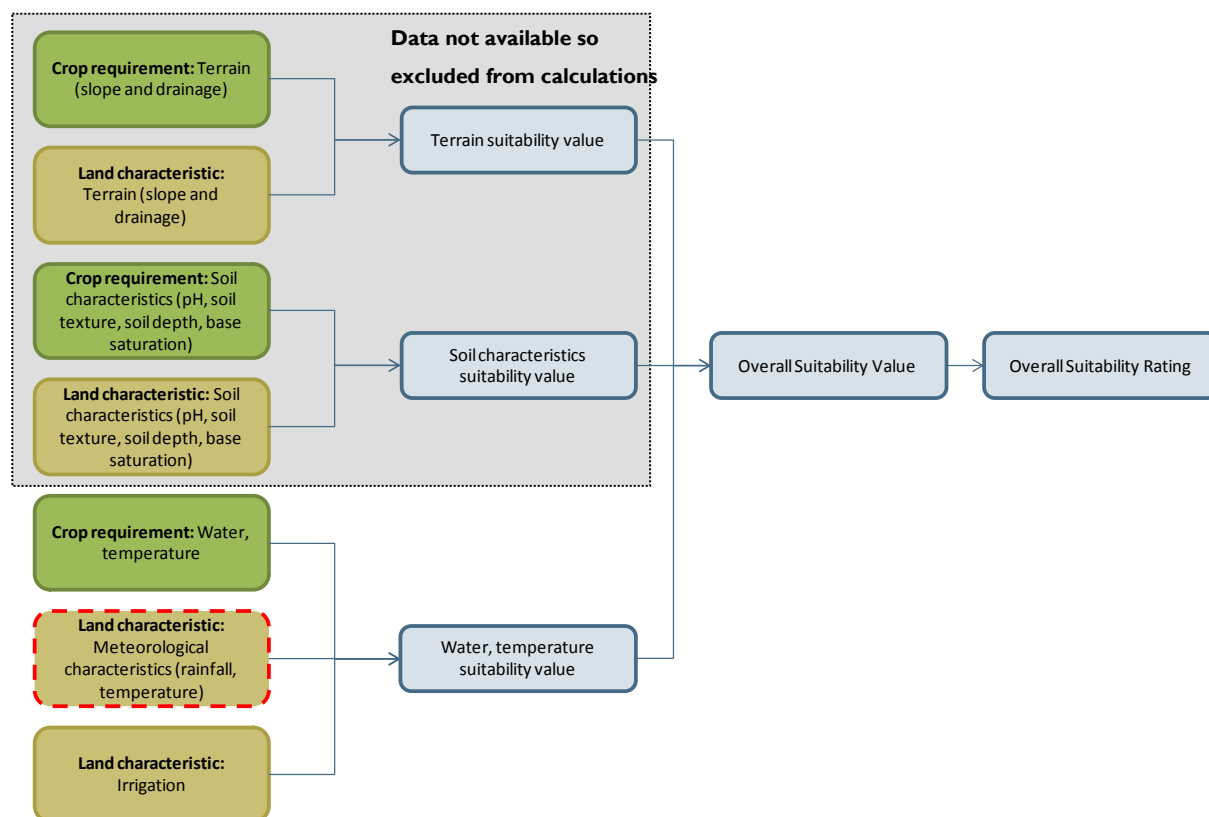 Data not available so
excluded from calculations
Crop requirement: Terrain
(slope and drainage)
Terrain suitability value
Land characteristic:
Terrain (slope and
drainage)
Crop requirement: Soil
characteristics (pH, soil
texture, soil depth, base
saturation)
Soil characteristics
suitability value
Overall Suitability Value
Overall Suitability Rating
Land characteristic: Soil
characteristics (pH, soil
texture, soil depth, base
saturation)
Crop requirement: Water,
temperature
Land characteristic:
Meteorological
characteristics (rainfall,
temperature)
Water, temperature
suitability value
Land characteristic:
Irrigation